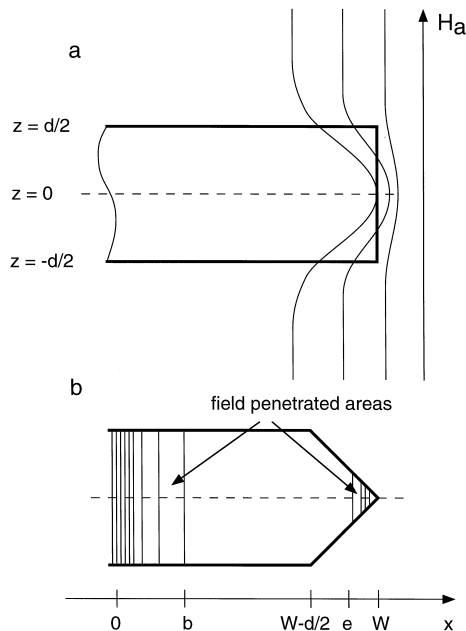 a
Hₐ
z = d/2
z = 0
z = -d/2
b
field penetrated areas
0 b W-d/2 e W x